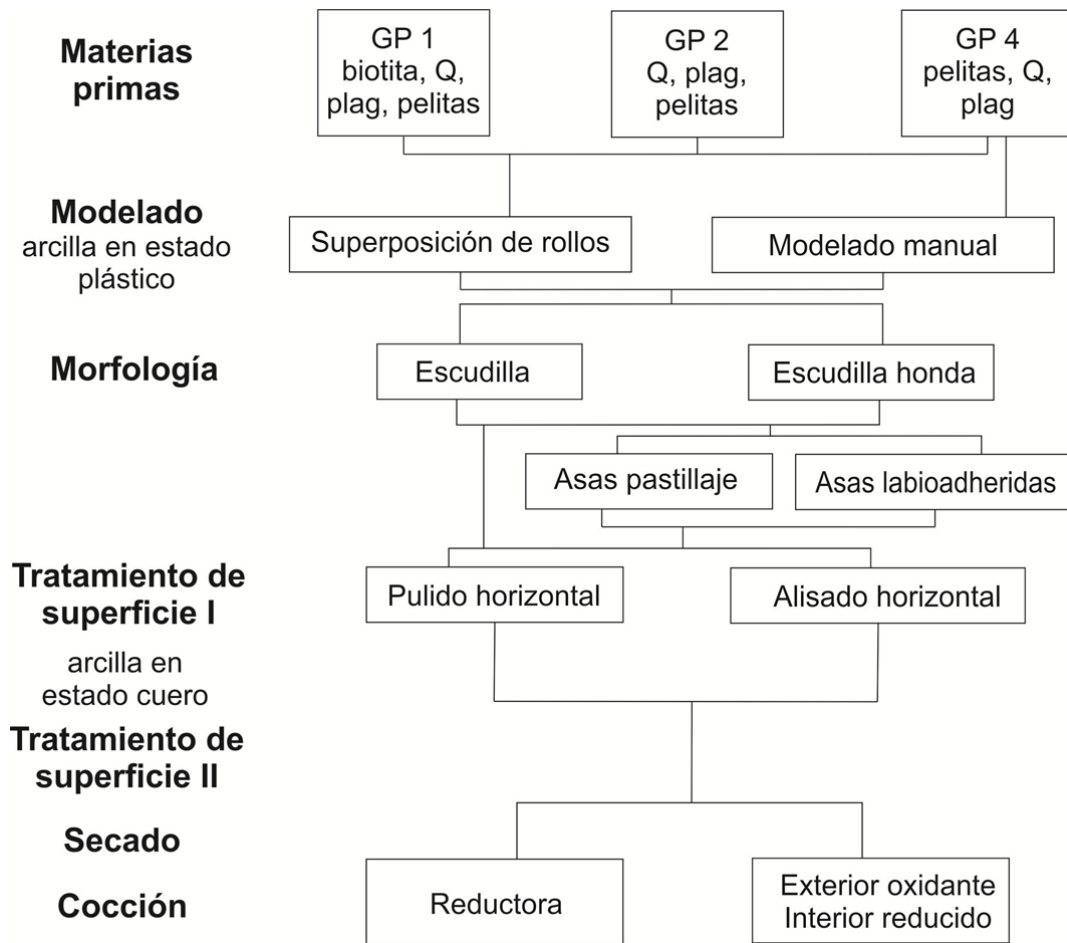 Materias
primas
GP 1
biotita, Q,
plag, pelitas
GP 2
Q, plag,
pelitas
GP 4
pelitas, Q,
plag
Modelado
arcilla en estado
plástico
Superposición de rollos
Modelado manual
Morfología
Escudilla
Escudilla honda
Asas pastillaje
Asas labioadheridas
Tratamiento de
superficie I
arcilla en
estado cuero
Pulido horizontal
Alisado horizontal
Tratamiento de
superficie II
Secado
Cocción
Reductora
Exterior oxidante
Interior reducido